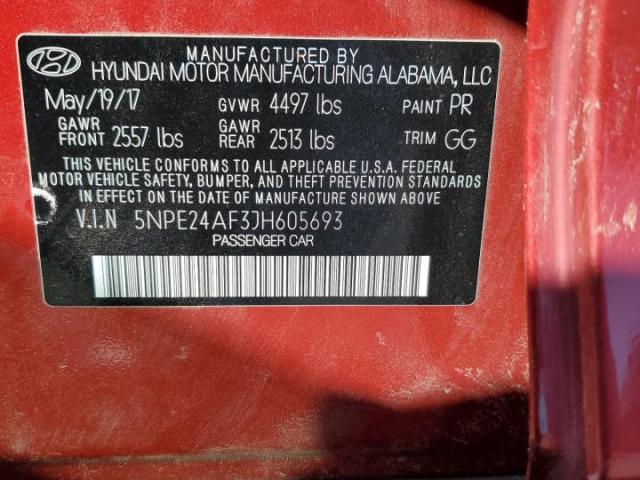 MANUFACTURED BY
HYUNDAI MOTOR MANUFACTURING ALABAMA, LLC
May/19/17 GVWR 4497 lbs PAINT PR
GAWR FRONT 2557 lbs GAWR REAR 2513 lbs TRIM GG
THIS VEHICLE CONFORMS TO ALL APPLICABLE U.S.A. FEDERAL
MOTOR VEHICLE SAFETY, BUMPER, AND THEFT PREVENTION STANDARDS
IN EFFECT ON THE DATE OF MANUFACTURE SHOWN ABOVE
V.I.N 5NPE24AF3JH605693
PASSENGER CAR